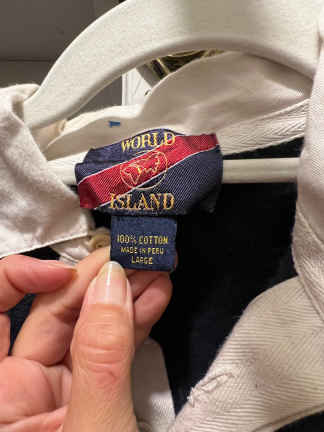 WORLD
ISLAND
100% COTTON
MADE IN PERU
LARGE